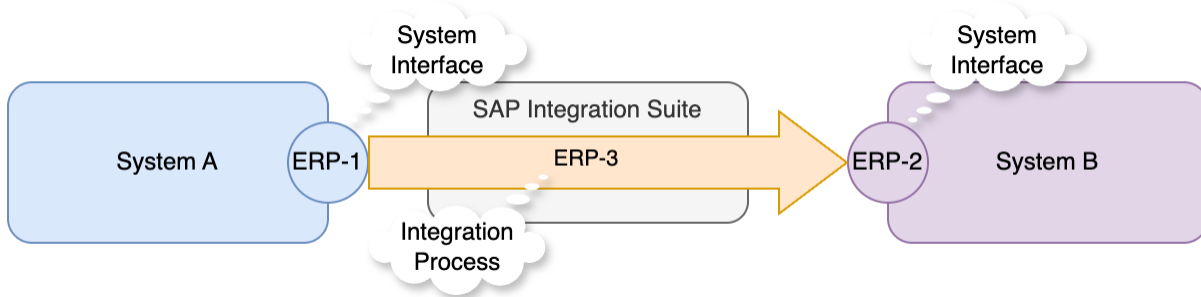 System
Interface
System
Interface
SAP Integration Suite
System A
ERP-1
ERP-3
ERP-2
System B
Integration
Process